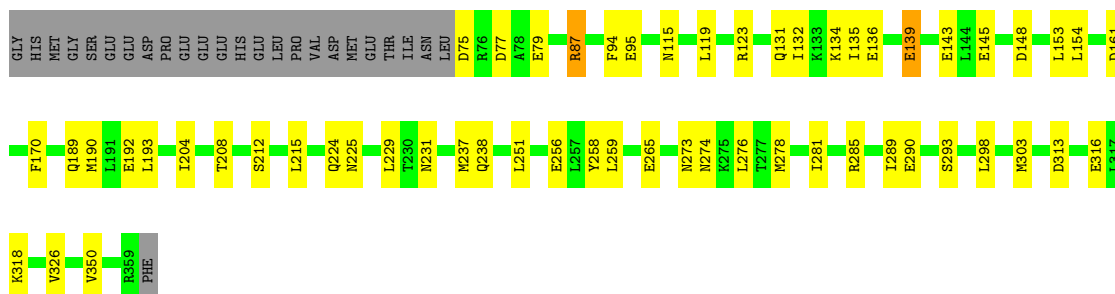 GLY HIS MET GLY SER GLU GLU ASP PRO GLU GLU GLU HIS GLU LEU PRO VAL ASP MET GLU THR ILE ASN LEU D75 R76 D77 A78 E79 R87 F94 E95 N115 L119 R123 Q131 I132 K133 K134 I135 E136 E139 E143 L144 E145 D148 L153 L154 D161
F170 Q189 M190 L191 E192 L193 I204 T208 S212 L215 Q224 N225 L229 T230 N231 M237 Q238 L251 E256 L257 Y258 L259 E265 N273 N274 K275 L276 T277 M278 I281 R285 I289 E290 S293 L298 M303 D313 E316 L317
K318 V326 V350 R359 PHE